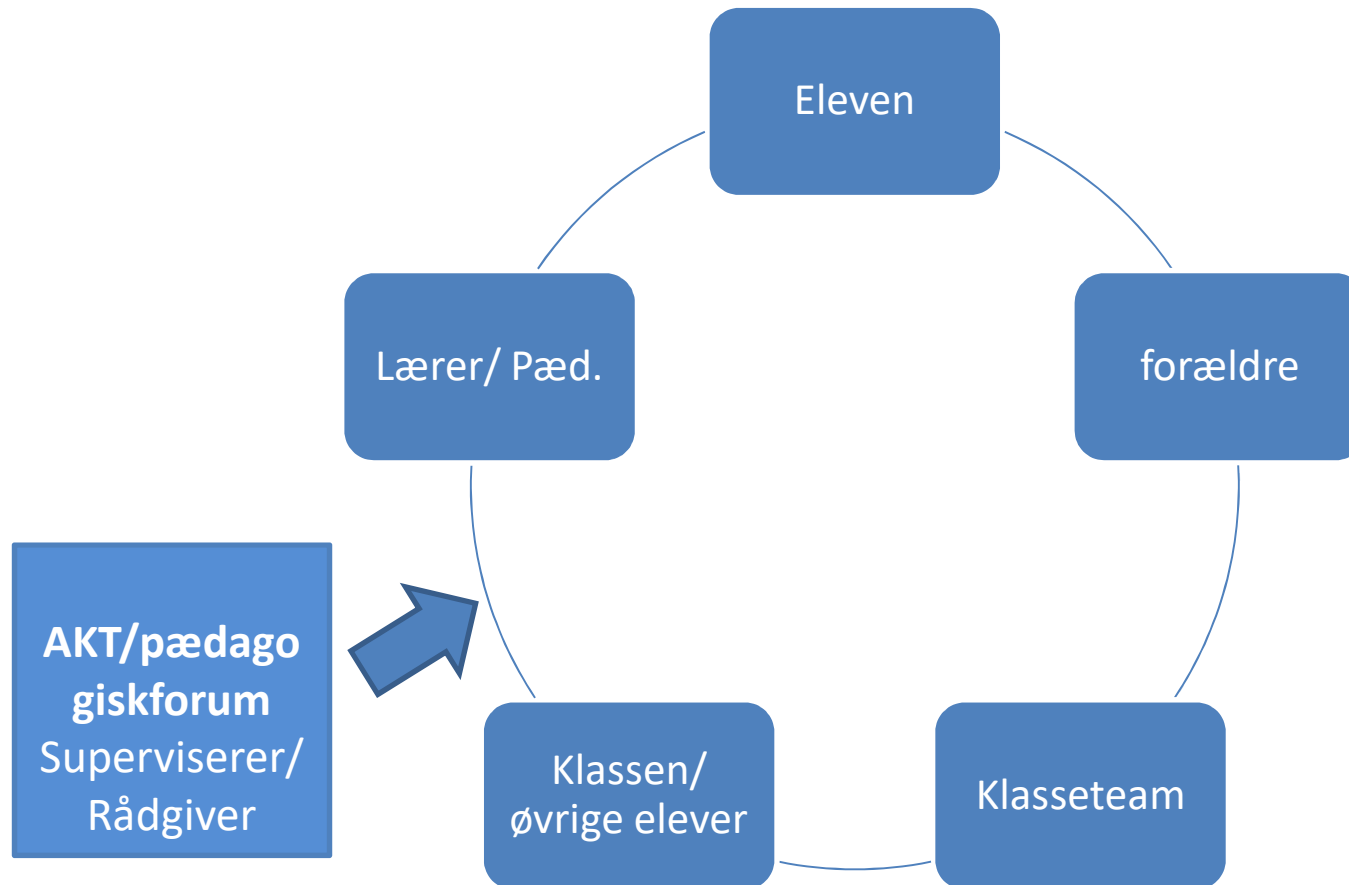 Eleven
Lærer/ Pæd.
forældre
AKT/pædago
giskforum
Superviserer/
Rådgiver
Klassen/
øvrige elever
Klasseteam